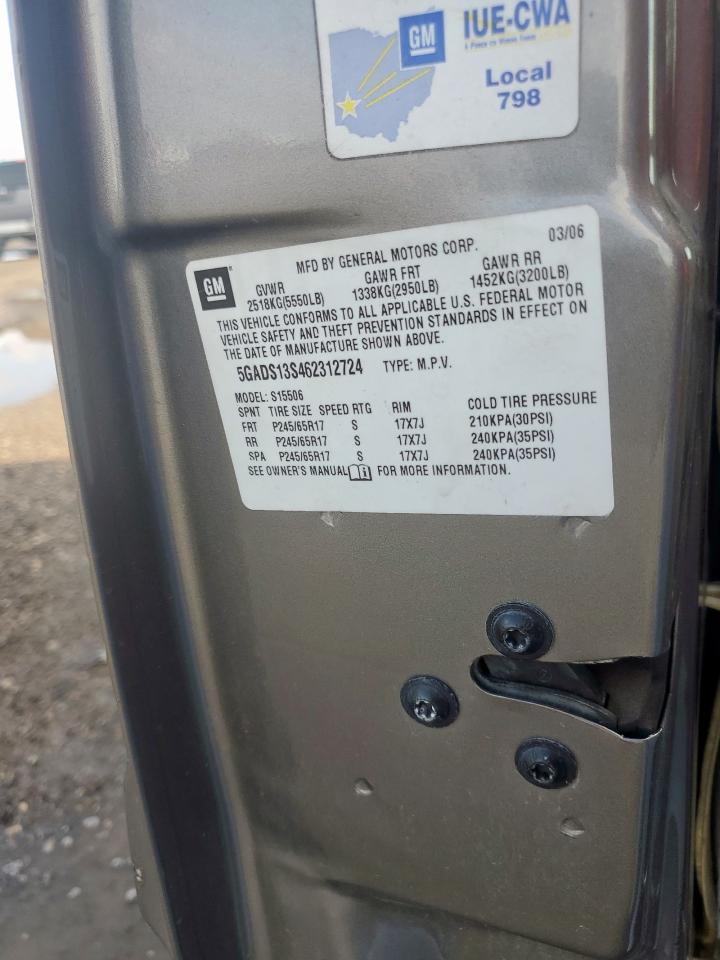 GM
IUE-CWA
Local
798
GM
MFD BY GENERAL MOTORS CORP.
03/06
GVWR
GAWR FRT
GAWR RR
2518KG(5550LB)
1338KG(2950LB)
1452KG(3200LB)
THIS VEHICLE CONFORMS TO ALL APPLICABLE U.S. FEDERAL MOTOR
VEHICLE SAFETY AND THEFT PREVENTION STANDARDS IN EFFECT ON
THE DATE OF MANUFACTURE SHOWN ABOVE.
5GADS13S462312724 TYPE: M.P.V.
MODEL: S15506
SPNT TIRE SIZE SPEED RTG RIM COLD TIRE PRESSURE
FRT P245/65R17 S 17X7J 210KPA(30PSI)
RR P245/65R17 S 17X7J 240KPA(35PSI)
SPA P245/65R17 S 17X7J 240KPA(35PSI)
SEE OWNER'S MANUAL FOR MORE INFORMATION.